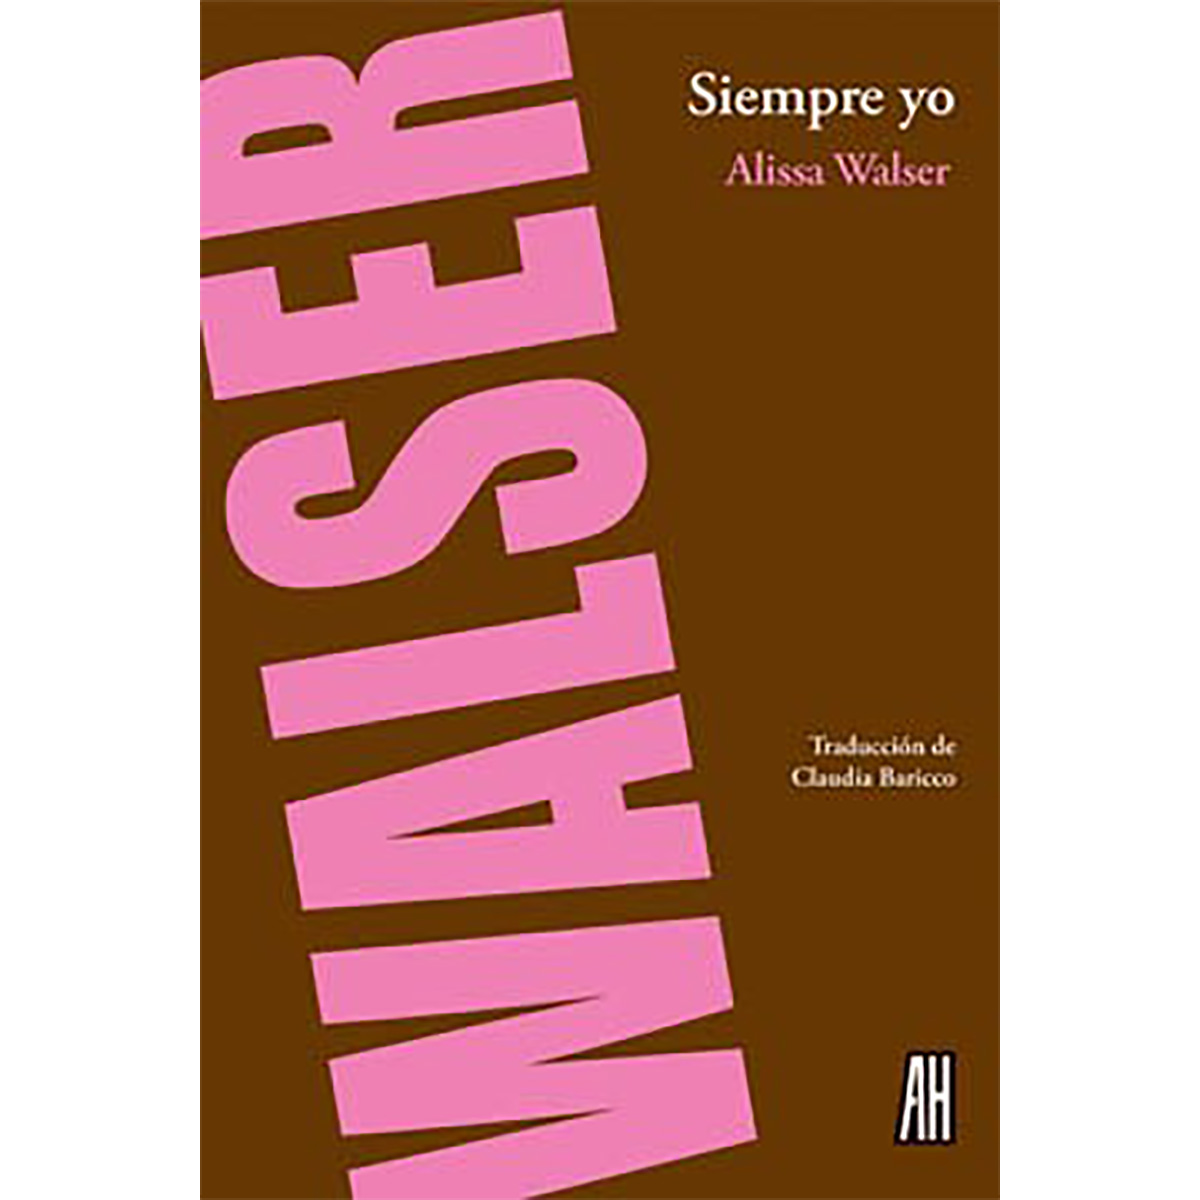 Siempre yo
Alissa Walser
WALSER
Traducción de
Claudia Baricco
AH